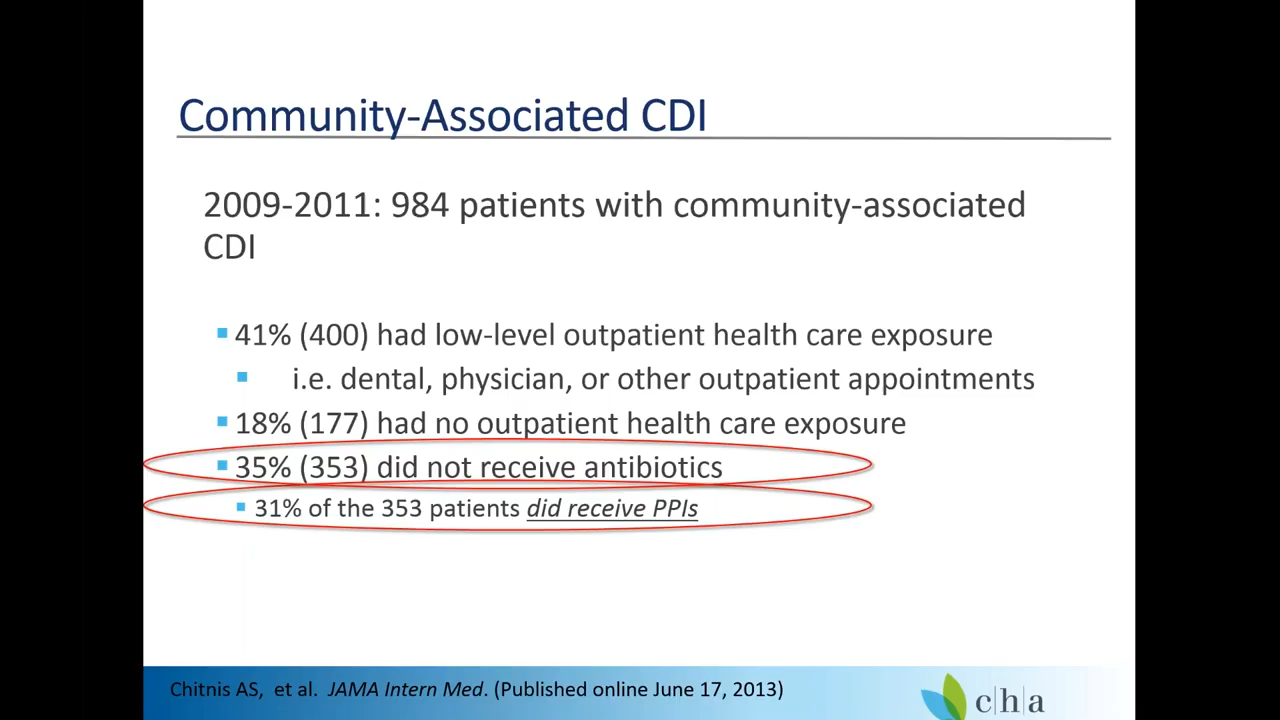 Community-Associated CDI
2009-2011: 984 patients with community-associated
CDI
41% (400) had low-level outpatient health care exposure
i.e. dental, physician, or other outpatient appointments
18% (177) had no outpatient health care exposure
35% (353) did not receive antibiotics
31% of the 353 patients did receive PPIs
Chitnis AS, et al. JAMA Intern Med. (Published online June 17, 2013)
c|h|a